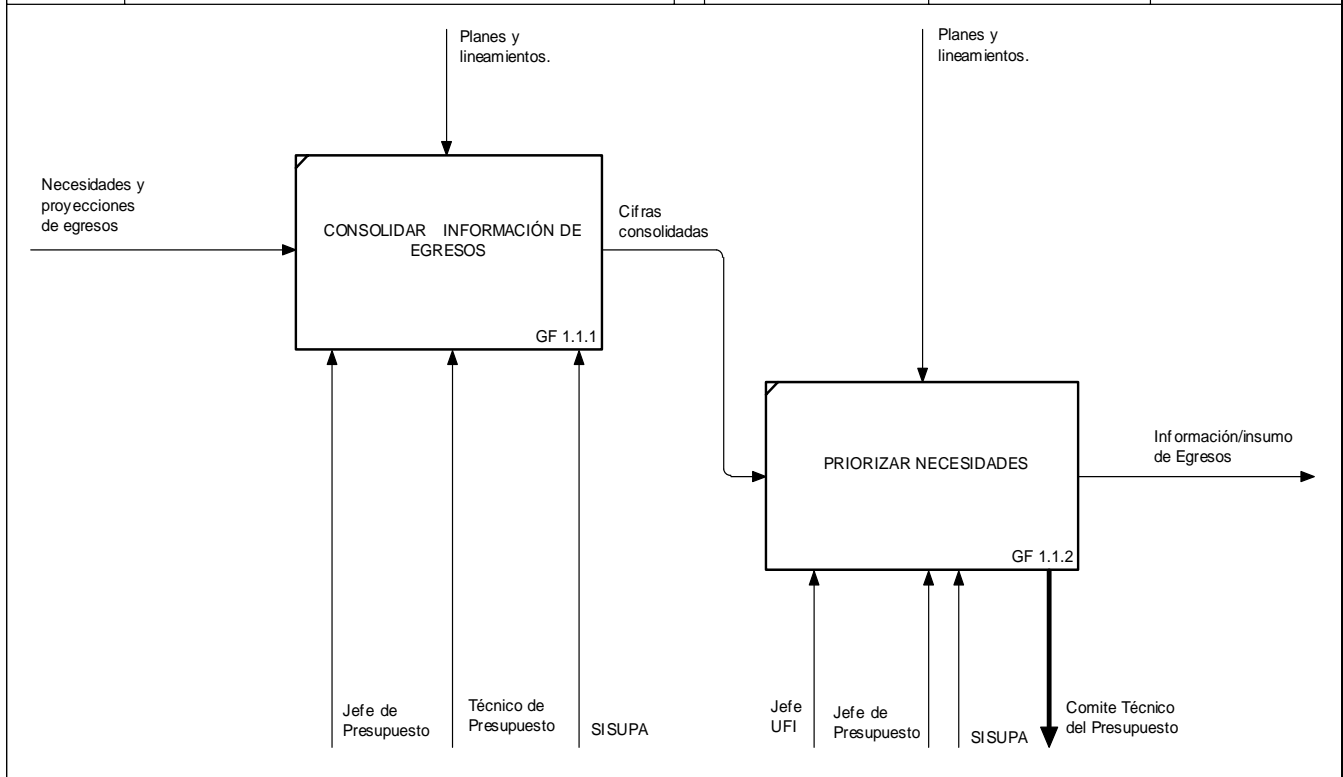 Planes y
lineamientos.
Planes y
lineamientos.
Necesidades y
proyecciones
de egresos
CONSOLIDAR INFORMACIÓN DE
EGRESOS
GF 1.1.1
Cifras
consolidadas
PRIORIZAR NECESIDADES
GF 1.1.2
Información/insumo
de Egresos
Jefe de
Presupuesto
Técnico de
Presupuesto
SISUPA
Jefe
UFI
Jefe de
Presupuesto
SISUPA
Comite Técnico
del Presupuesto